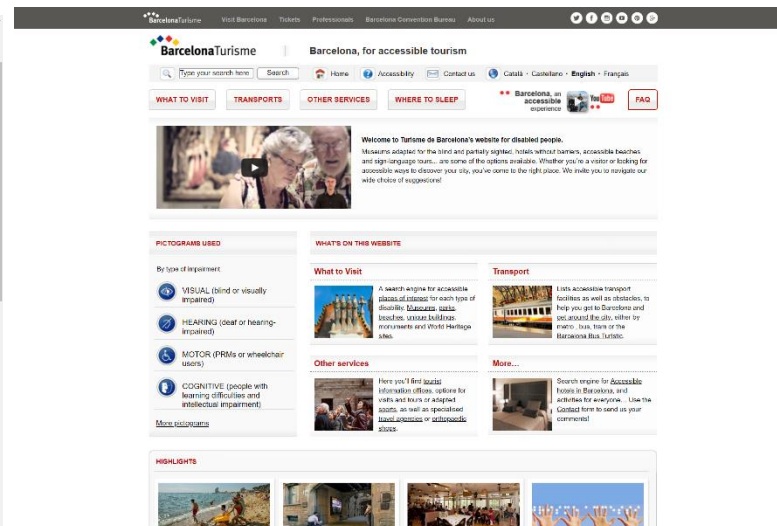 BarcelonaTurisme Visit Barcelona Tickets Professionals Barcelona Convention Bureau About us
BarcelonaTurisme
Barcelona, for accessible tourism
Type your search here Search Home Accessibility Contact us Català · Castellano · English · Français
WHAT TO VISIT TRANSPORTS OTHER SERVICES WHERE TO SLEEP
Barcelona, an
accessible
experience
YouTube
FAQ
Welcome to Turisme de Barcelona's website for disabled people.
Museums adapted for the blind and partially sighted, hotels without barriers, accessible beaches
and sign-language tours... are some of the options available. Whether you're a visitor or looking for
accessible ways to discover your city, you've come to the right place. We invite you to navigate our
wide choice of suggestions!
PICTOGRAMS USED
By type of impairment
VISUAL (blind or visually
impaired)
HEARING (deaf or hearing-
impaired)
MOTOR (PRMs or wheelchair
users)
COGNITIVE (people with
learning difficulties and
intellectual impairment)
More pictograms
WHAT'S ON THIS WEBSITE
What to Visit
A search engine for accessible
places of interest for each type of
disability. Museums, parks,
beaches, unique buildings,
monuments and World Heritage
sites.
Transport
Lists accessible transport
facilities as well as obstacles, to
help you get to Barcelona and
get around the city, either by
metro, bus, tram or the
Barcelona Bus Turístic.
Other services
Here you'll find tourist
information offices, options for
visits and tours or adapted
sports, as well as specialised
travel agencies or orthopaedic
shops.
More...
Search engine for Accessible
hotels in Barcelona, and
activities for everyone... Use the
Contact form to send us your
comments!
HIGHLIGHTS